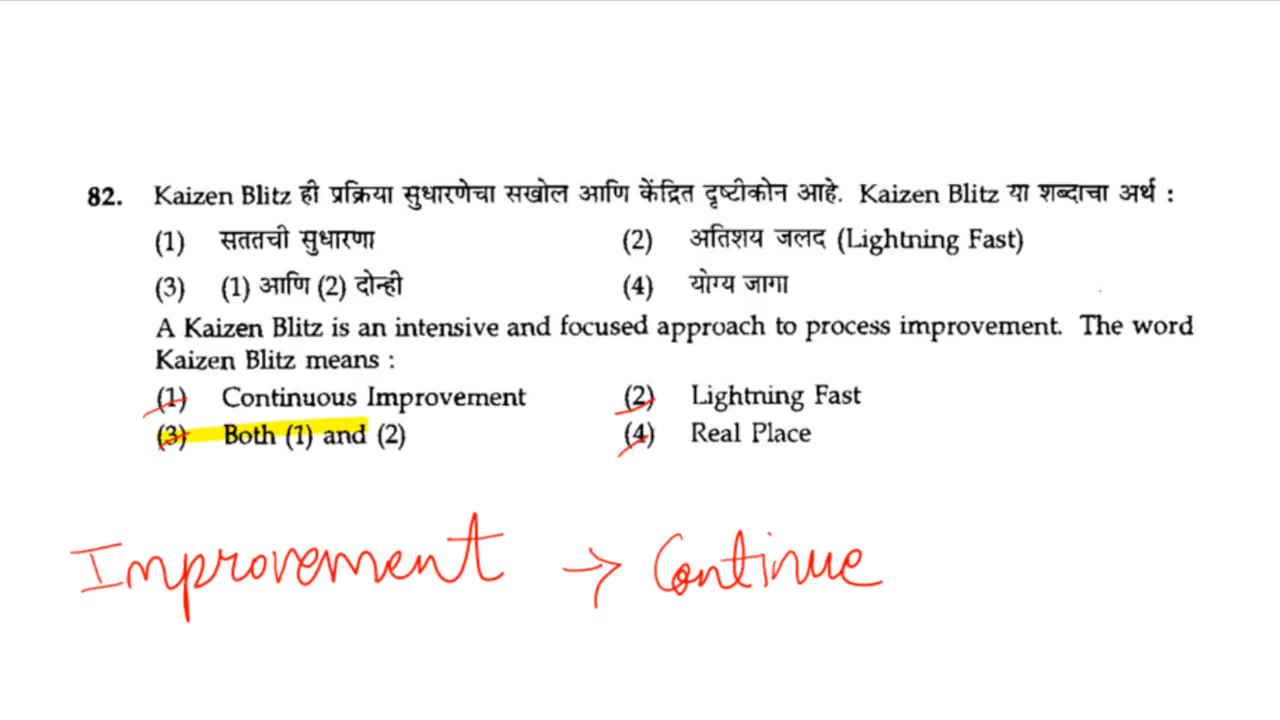 82. Kaizen Blitz ही प्रक्रिया सुधारणेचा सखोल आणि केंद्रित दृष्टीकोन आहे. Kaizen Blitz या शब्दाचा अर्थ :
(1) सततची सुधारणा (2) अतिशय जलद (Lightning Fast)
(3) (1) आणि (2) दोन्ही (4) योग्य जागा
A Kaizen Blitz is an intensive and focused approach to process improvement. The word
Kaizen Blitz means :
(1) Continuous Improvement (2) Lightning Fast
(3) Both (1) and (2) (4) Real Place
Improvement → Continue